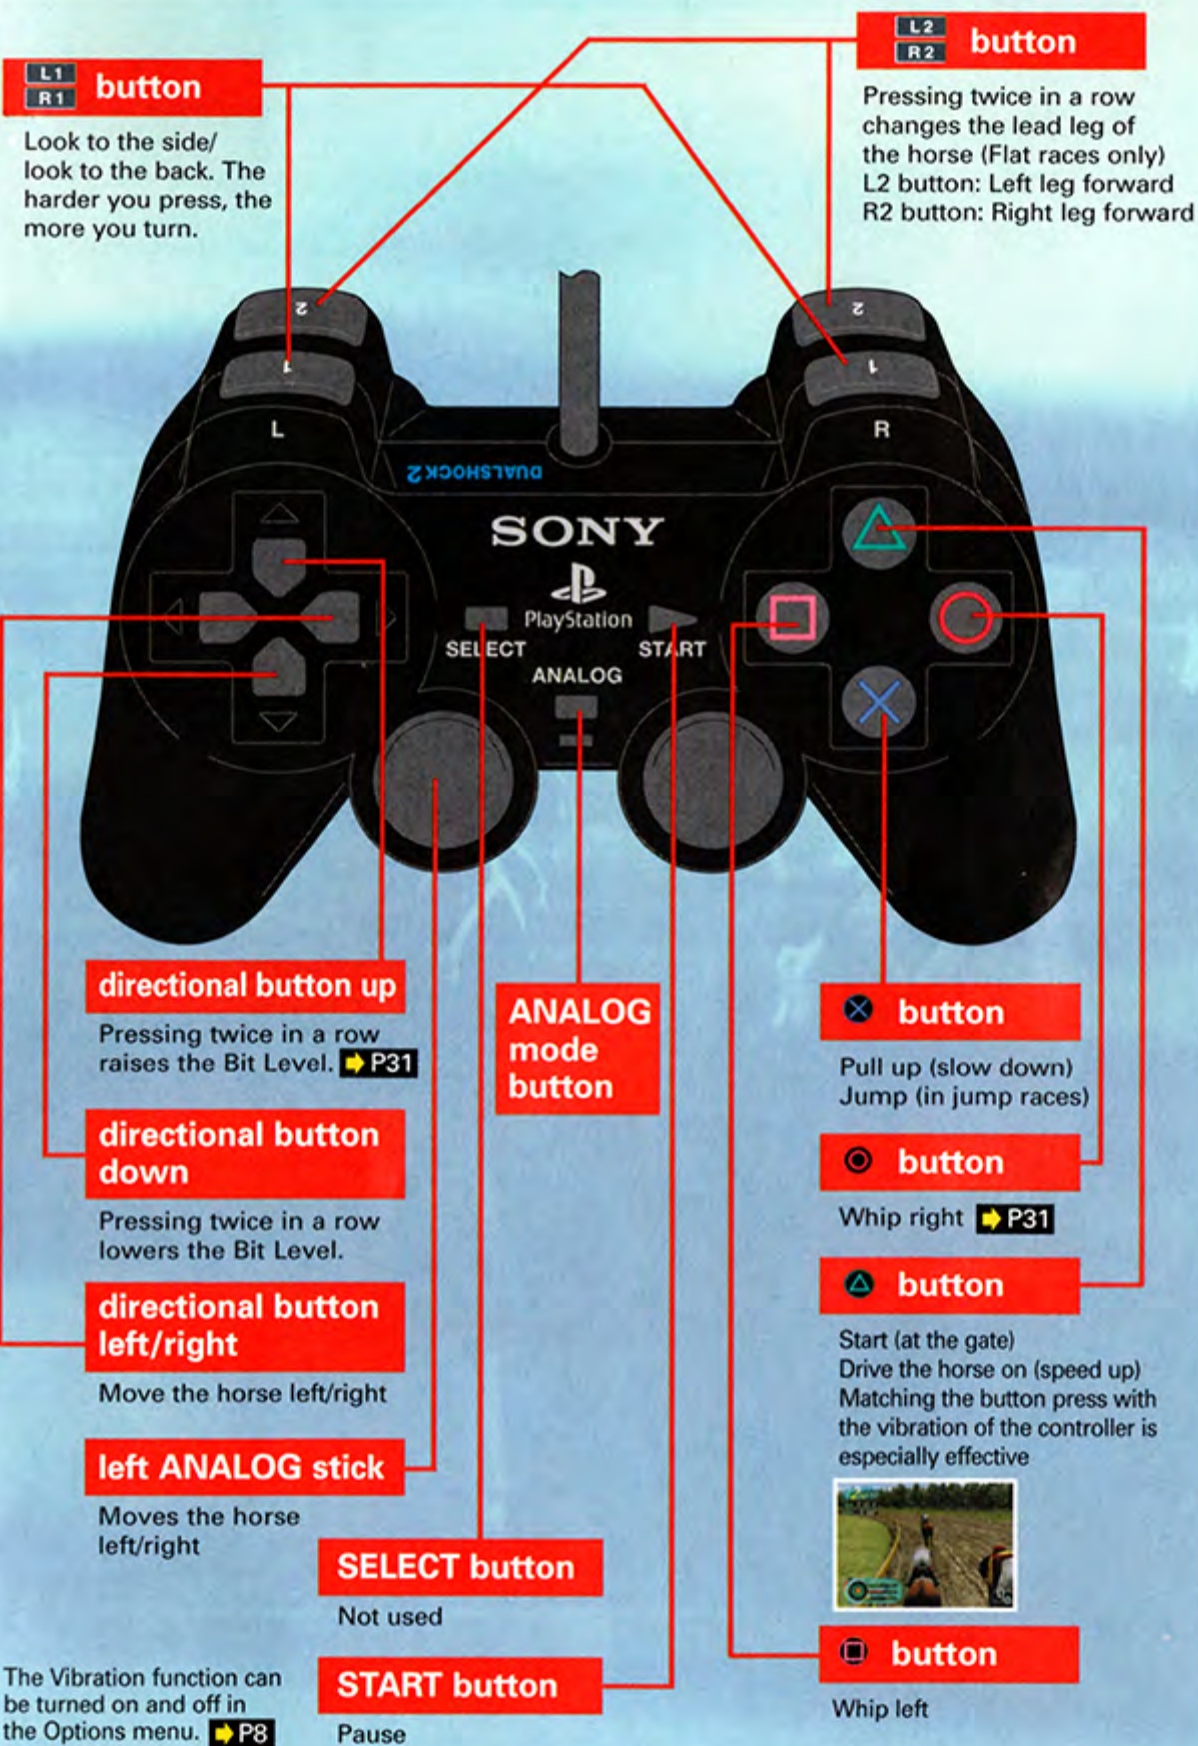 L1
R1
button
Look to the side/
look to the back. The
harder you press, the
more you turn.
L2
R2
button
Pressing twice in a row
changes the lead leg of
the horse (Flat races only)
L2 button: Left leg forward
R2 button: Right leg forward
2
1
L
2
1
R
DUALSHOCK 2
SONY
PlayStation
SELECT
START
ANALOG
directional button up
Pressing twice in a row
raises the Bit Level. P31
directional button
down
Pressing twice in a row
lowers the Bit Level.
directional button
left/right
Move the horse left/right
left ANALOG stick
Moves the horse
left/right
ANALOG
mode
button
SELECT button
Not used
START button
Pause
The Vibration function can
be turned on and off in
the Options menu. P8
button
Pull up (slow down)
Jump (in jump races)
button
Whip right P31
button
Start (at the gate)
Drive the horse on (speed up)
Matching the button press with
the vibration of the controller is
especially effective
button
Whip left